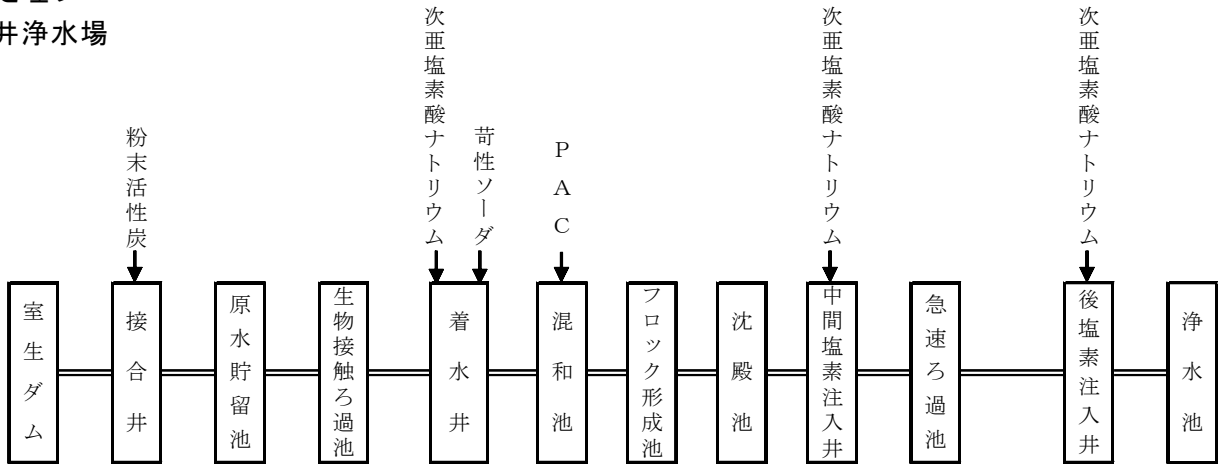 井浄水場
次亜塩素酸ナトリウム
次亜塩素酸ナトリウム
次亜塩素酸ナトリウム
粉末活性炭
苛性ソーダ
PAC
室生ダム
接合井
原水貯留池
生物接触ろ過池
着水井
混和池
フロック形成池
沈殿池
中間塩素注入井
急速ろ過池
後塩素注入井
浄水池